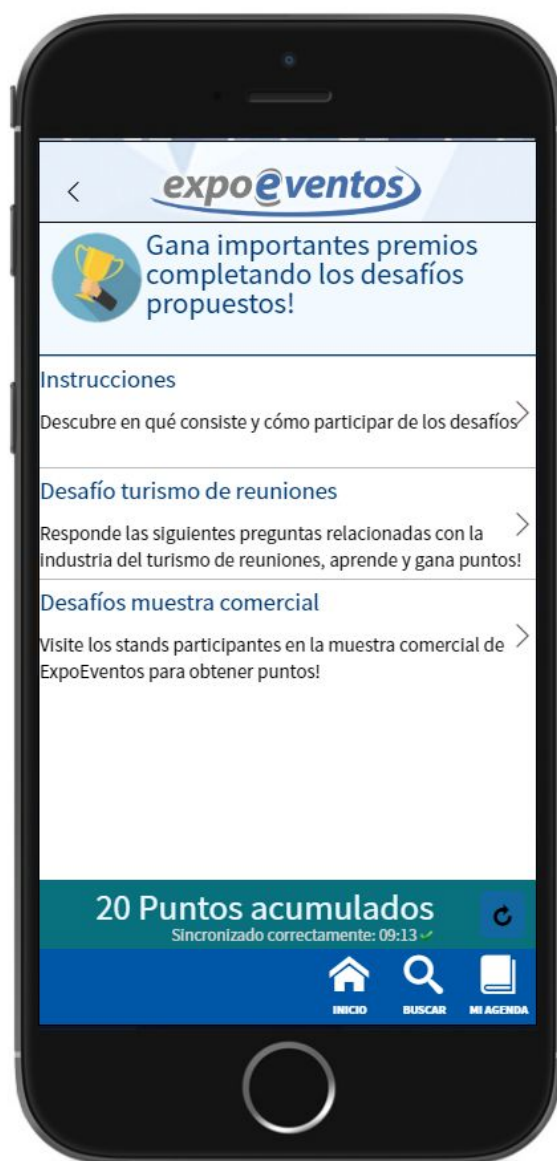 expoeventos
Gana importantes premios
completando los desafíos
propuestos!
Instrucciones
Descubre en qué consiste y cómo participar de los desafíos
Desafío turismo de reuniones
Responde las siguientes preguntas relacionadas con la
industria del turismo de reuniones, aprende y gana puntos!
Desafíos muestra comercial
Visite los stands participantes en la muestra comercial de
ExpoEventos para obtener puntos!
20 Puntos acumulados
Sincronizado correctamente: 09:13
INICIO BUSCAR MI AGENDA